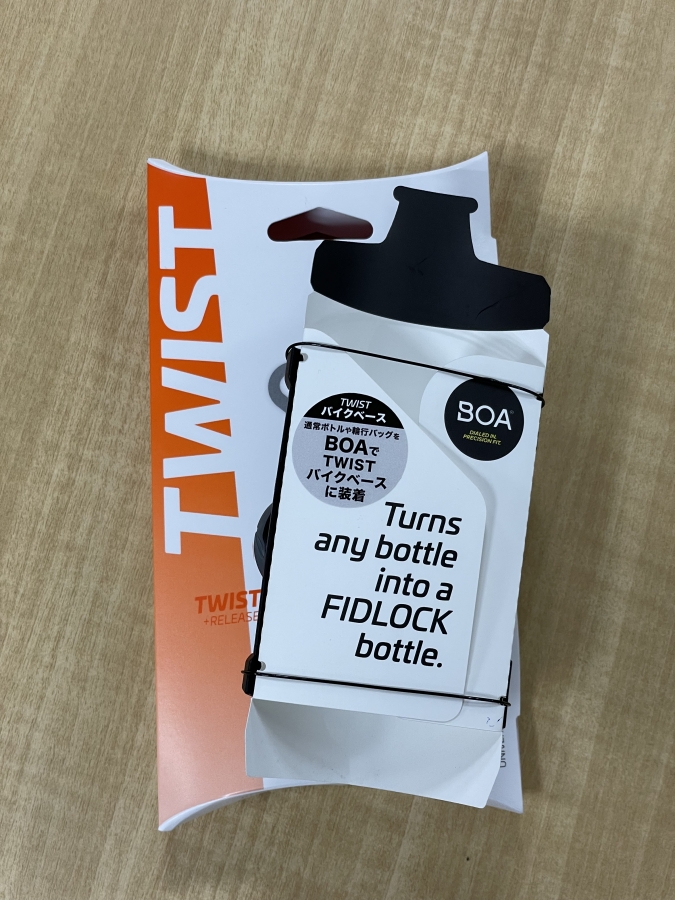 TWIST
TWIST
+RELEASE
TWIST
バイクベース
通常ボトルや輪行バッグを
BOAで
TWIST
バイクベース
に装着
BOA
DIALED IN.
PRECISION FIT.
Turns
any bottle
into a
FIDLOCK
bottle.